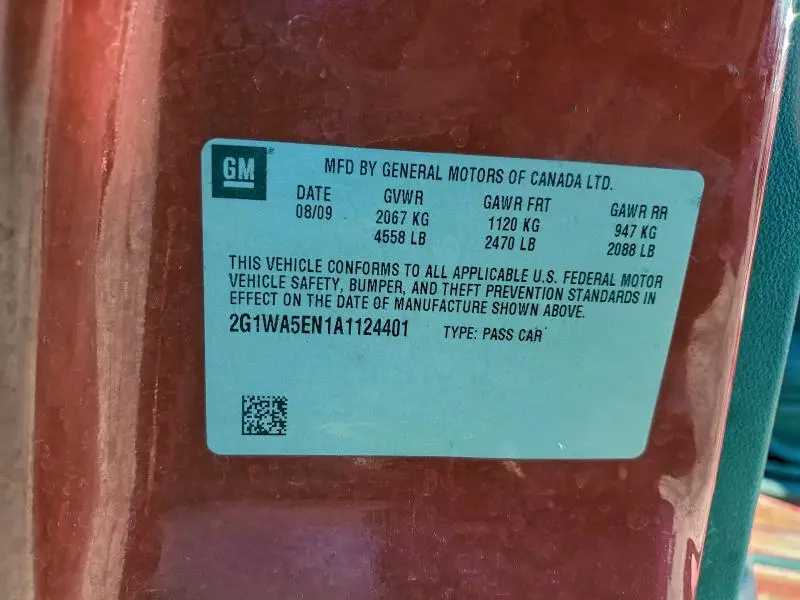 GM
MFD BY GENERAL MOTORS OF CANADA LTD.
DATE GVWR GAWR FRT GAWR RR
08/09 2067 KG 1120 KG 947 KG
4558 LB 2470 LB 2088 LB
THIS VEHICLE CONFORMS TO ALL APPLICABLE U.S. FEDERAL MOTOR
VEHICLE SAFETY, BUMPER, AND THEFT PREVENTION STANDARDS IN
EFFECT ON THE DATE OF MANUFACTURE SHOWN ABOVE.
2G1WA5EN1A1124401 TYPE: PASS CAR